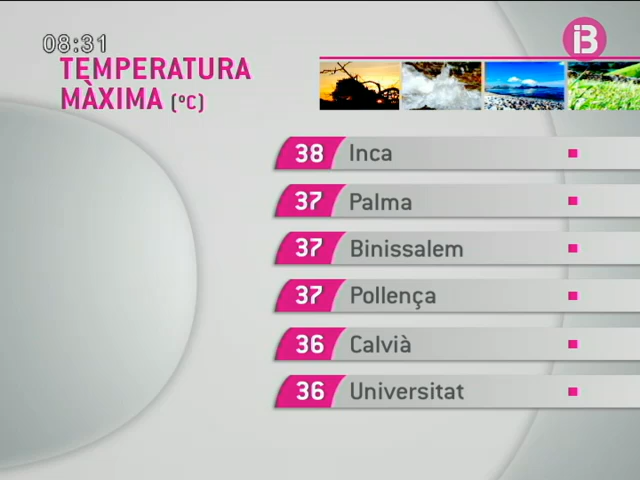 08:31
iB
TEMPERATURA
MÀXIMA (ºC)
38 Inca
37 Palma
37 Binissalem
37 Pollença
36 Calvià
36 Universitat